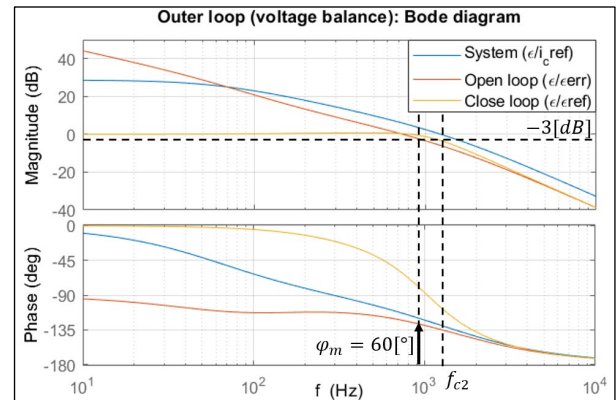 Outer loop (voltage balance): Bode diagram
40
20
0
-20
-40
Magnitude (dB)
System (ϵ/i_c ref)
Open loop (ϵ/ϵerr)
Close loop (ϵ/ϵref)
−3[dB]
0
-45
-90
-135
-180
Phase (deg)
φ_m = 60[°]
f_c2
10^1
10^2
10^3
10^4
f (Hz)